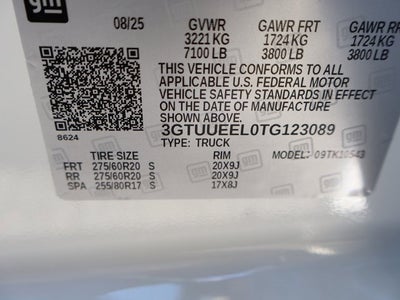 gm
08/25 GVWR GAWR FRT GAWR RR
3221 KG 1724 KG 1724 KG
7100 LB 3800 LB 3800 LB
THIS VEHICLE CONFORMS TO ALL
APPLICABLE U.S. FEDERAL MOTOR
VEHICLE SAFETY STANDARDS IN
EFFECT ON THE DATE OF MANUFACTURE
SHOWN ABOVE.
3GTUUEEL0TG123089
8624
TYPE: TRUCK
TIRE SIZE RIM MODEL: 09TK10543
FRT 275/60R20 S 20X9J
RR 275/60R20 S 20X9J
SPA 255/80R17 S 17X8J